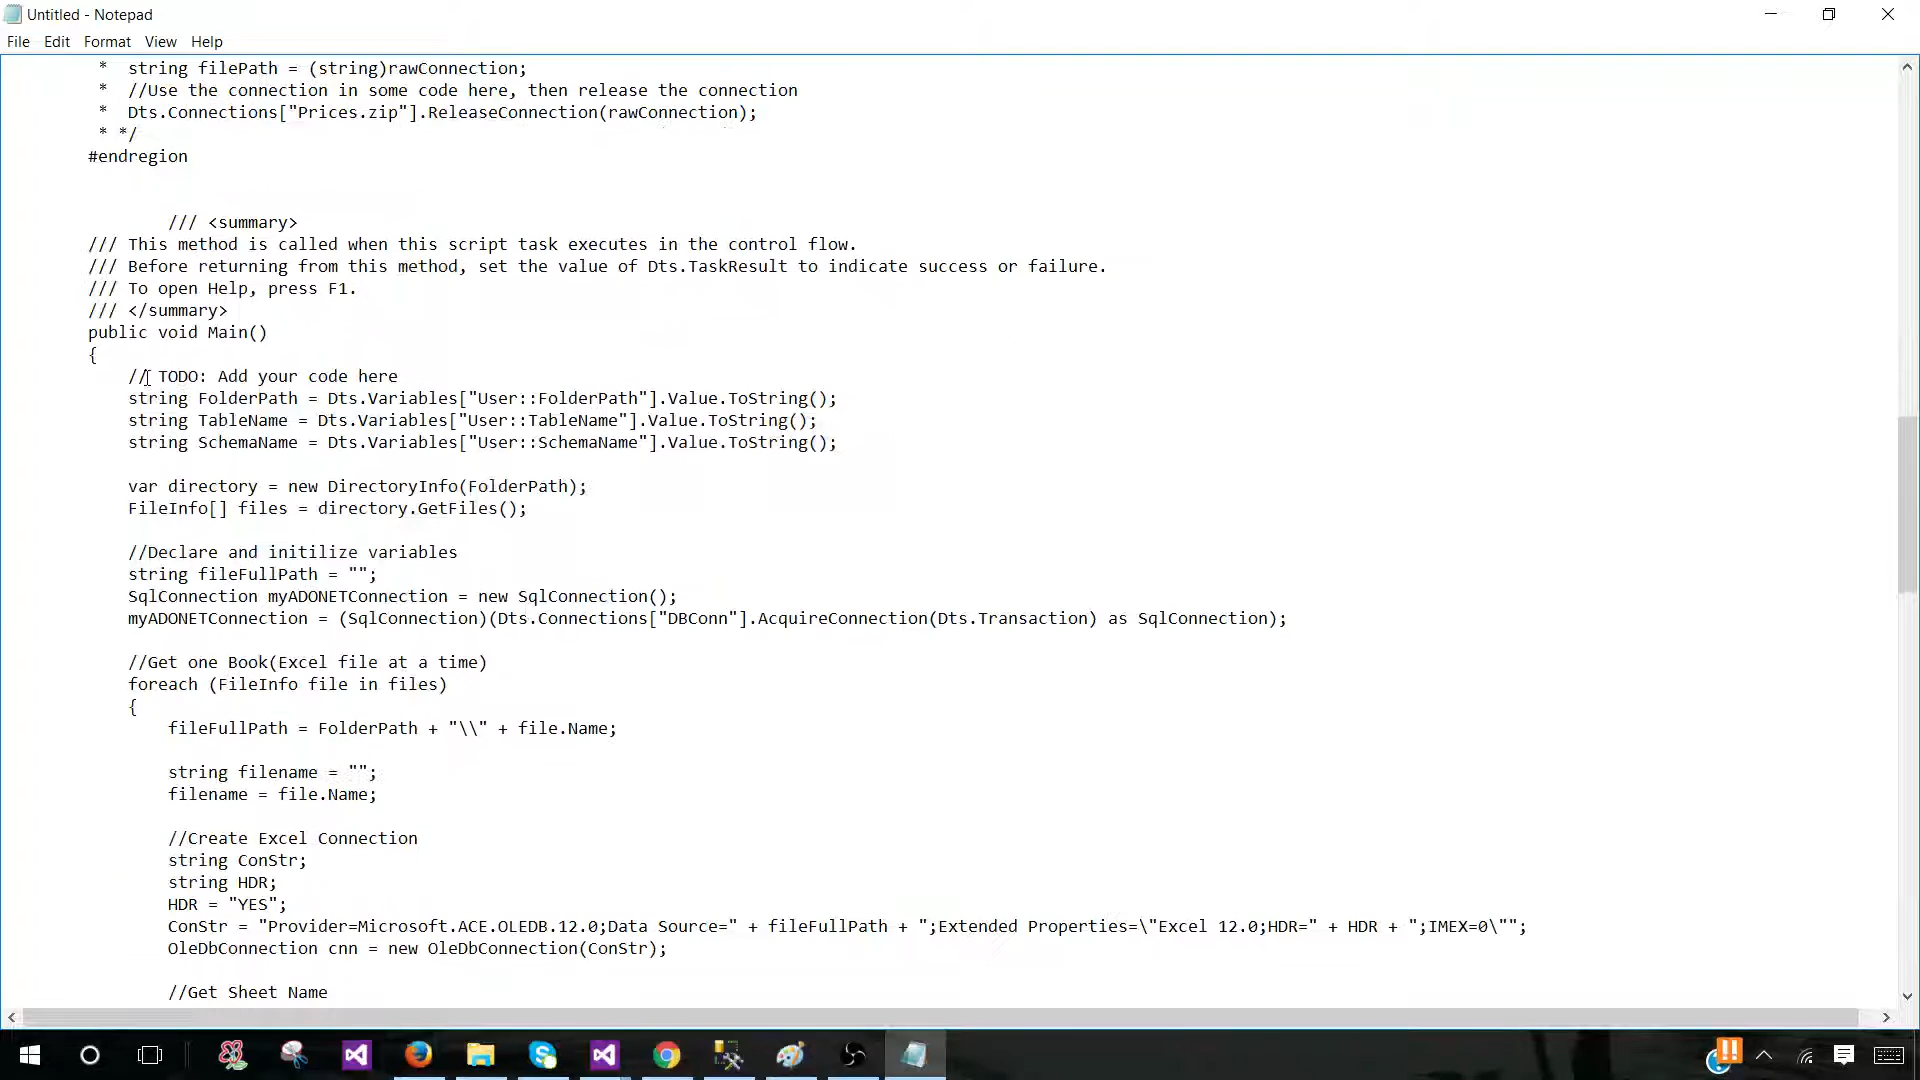 Untitled - Notepad
File Edit Format View Help
* string filePath = (string)rawConnection;
* //Use the connection in some code here, then release the connection
* Dts.Connections["Prices.zip"].ReleaseConnection(rawConnection);
* */
#endregion
/// <summary>
/// This method is called when this script task executes in the control flow.
/// Before returning from this method, set the value of Dts.TaskResult to indicate success or failure.
/// To open Help, press F1.
/// </summary>
public void Main()
{
// TODO: Add your code here
string FolderPath = Dts.Variables["User::FolderPath"].Value.ToString();
string TableName = Dts.Variables["User::TableName"].Value.ToString();
string SchemaName = Dts.Variables["User::SchemaName"].Value.ToString();
var directory = new DirectoryInfo(FolderPath);
FileInfo[] files = directory.GetFiles();
//Declare and initilize variables
string fileFullPath = "";
SqlConnection myADONETConnection = new SqlConnection();
myADONETConnection = (SqlConnection)(Dts.Connections["DBConn"].AcquireConnection(Dts.Transaction) as SqlConnection);
//Get one Book(Excel file at a time)
foreach (FileInfo file in files)
{
fileFullPath = FolderPath + "\\" + file.Name;
string filename = "";
filename = file.Name;
//Create Excel Connection
string ConStr;
string HDR;
HDR = "YES";
ConStr = "Provider=Microsoft.ACE.OLEDB.12.0;Data Source=" + fileFullPath + ";Extended Properties=\"Excel 12.0;HDR=" + HDR + ";IMEX=0\"";
OleDbConnection cnn = new OleDbConnection(ConStr);
//Get Sheet Name